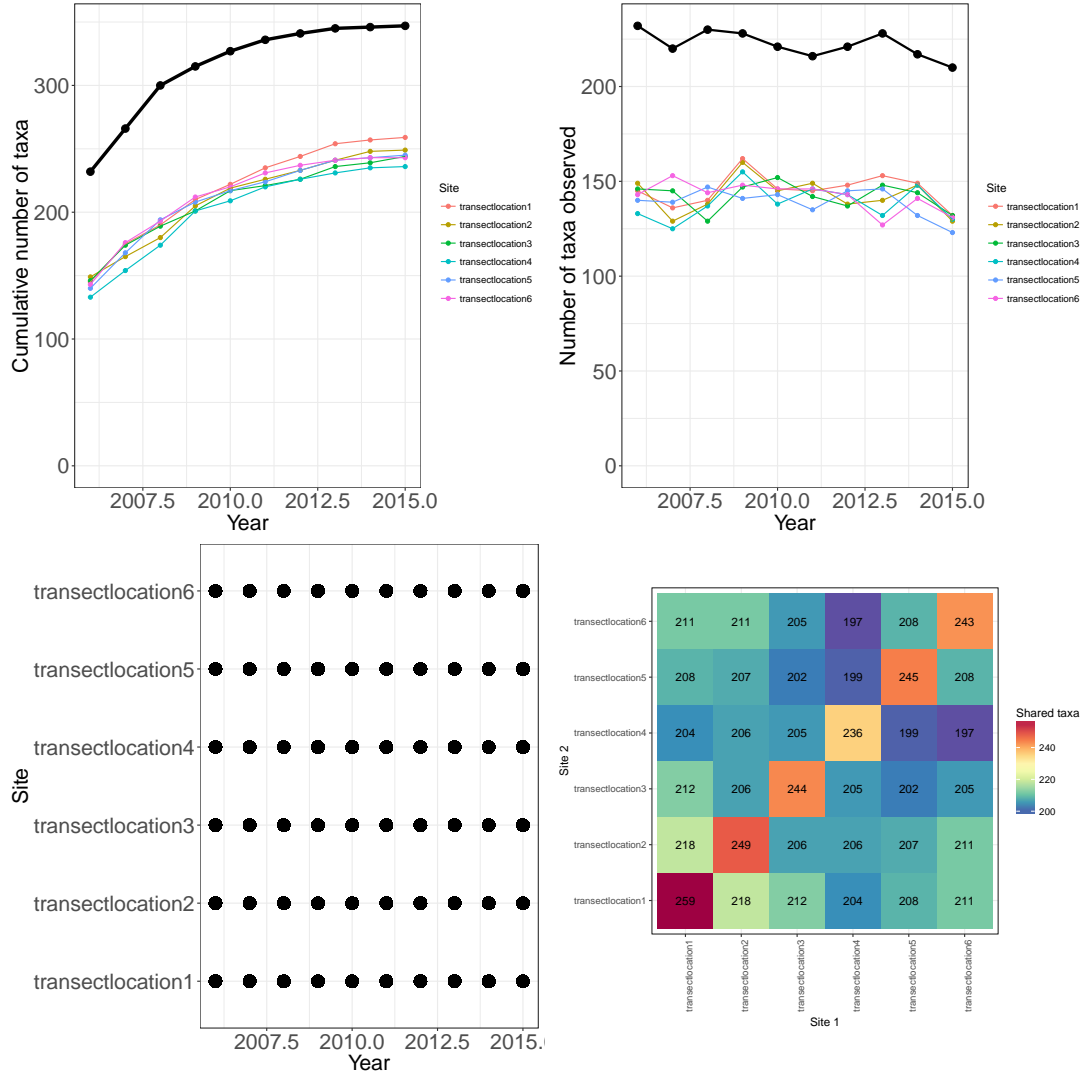 Cumulative number of taxa
300
200
100
0
2007.5 2010.0 2012.5 2015.0
Year
Site
transectlocation1
transectlocation2
transectlocation3
transectlocation4
transectlocation5
transectlocation6
Number of taxa observed
200
150
100
50
0
2007.5 2010.0 2012.5 2015.0
Year
Site
transectlocation1
transectlocation2
transectlocation3
transectlocation4
transectlocation5
transectlocation6
Site
transectlocation6
transectlocation5
transectlocation4
transectlocation3
transectlocation2
transectlocation1
2007.5 2010.0 2012.5 2015.
Year
Site 2
transectlocation6 211 211 205 197 208 243
transectlocation5 208 207 202 199 245 208
transectlocation4 204 206 205 236 199 197
transectlocation3 212 206 244 205 202 205
transectlocation2 218 249 206 206 207 211
transectlocation1 259 218 212 204 208 211
transectlocation1
transectlocation2
transectlocation3
transectlocation4
transectlocation5
transectlocation6
Site 1
Shared taxa
240
220
200